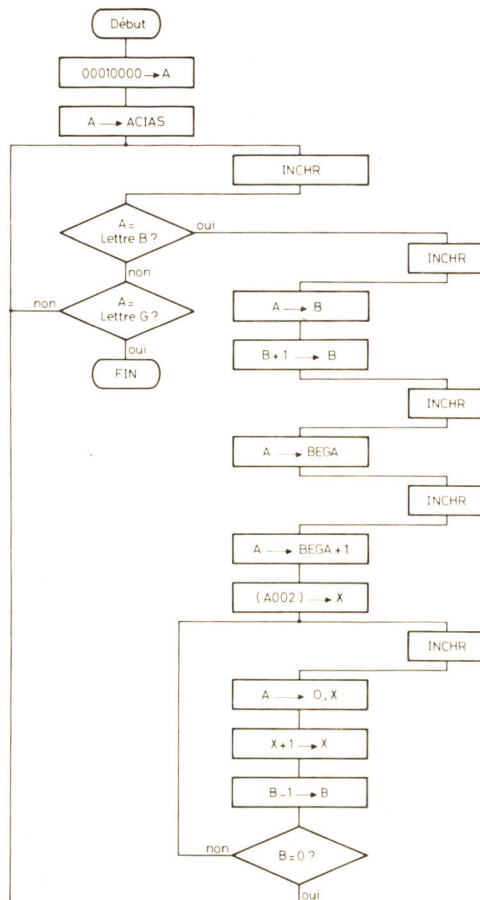 Début
00010000 → A
A → ACIAS
INCHR
A =
Lettre B ?
oui
INCHR
non
A =
Lettre G ?
non
oui
FIN
A → B
B + 1 → B
INCHR
A → BEGA
INCHR
A → BEGA + 1
(A002) → X
INCHR
A → 0,X
X + 1 → X
B - 1 → B
B = 0 ?
non
oui